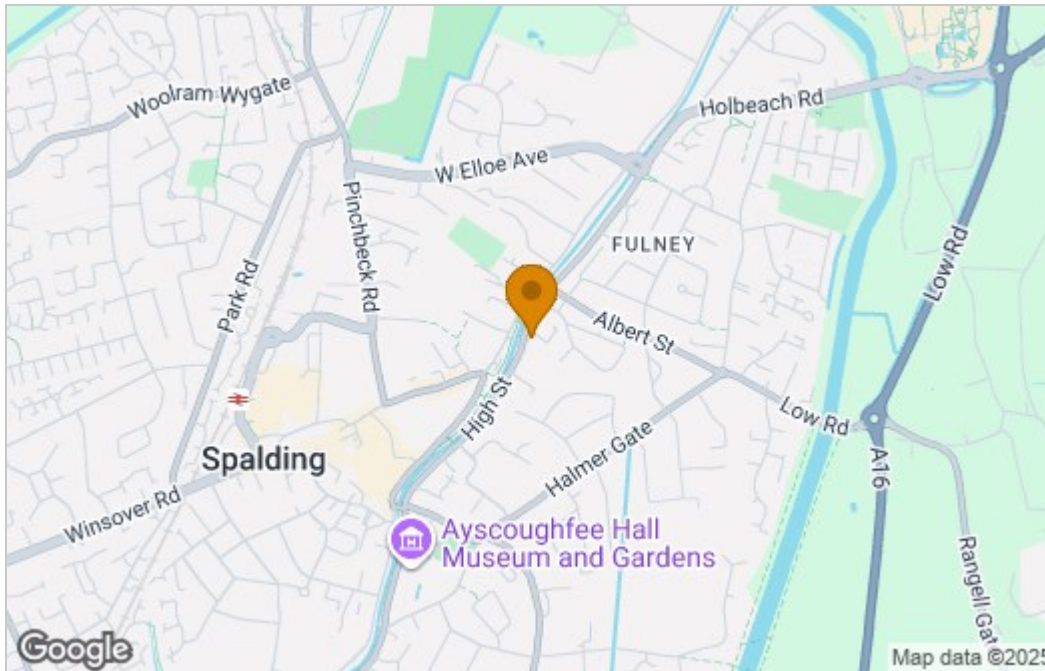 Woolram Wygate
Holbeach Rd
W Elloe Ave
Pinchbeck Rd
Park Rd
FULNEY
Low Rd
Albert St
High St
Low Rd
Halmer Gate
Spalding
A16
Winsover Rd
Ayscoughfee Hall
Museum and Gardens
Rangell Gat
Google
Map data ©2025